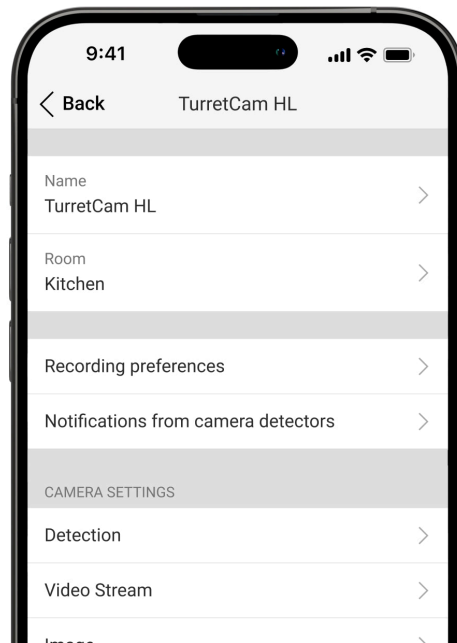 9:41
Back
TurretCam HL
Name
TurretCam HL
Room
Kitchen
Recording preferences
Notifications from camera detectors
CAMERA SETTINGS
Detection
Video Stream
Image